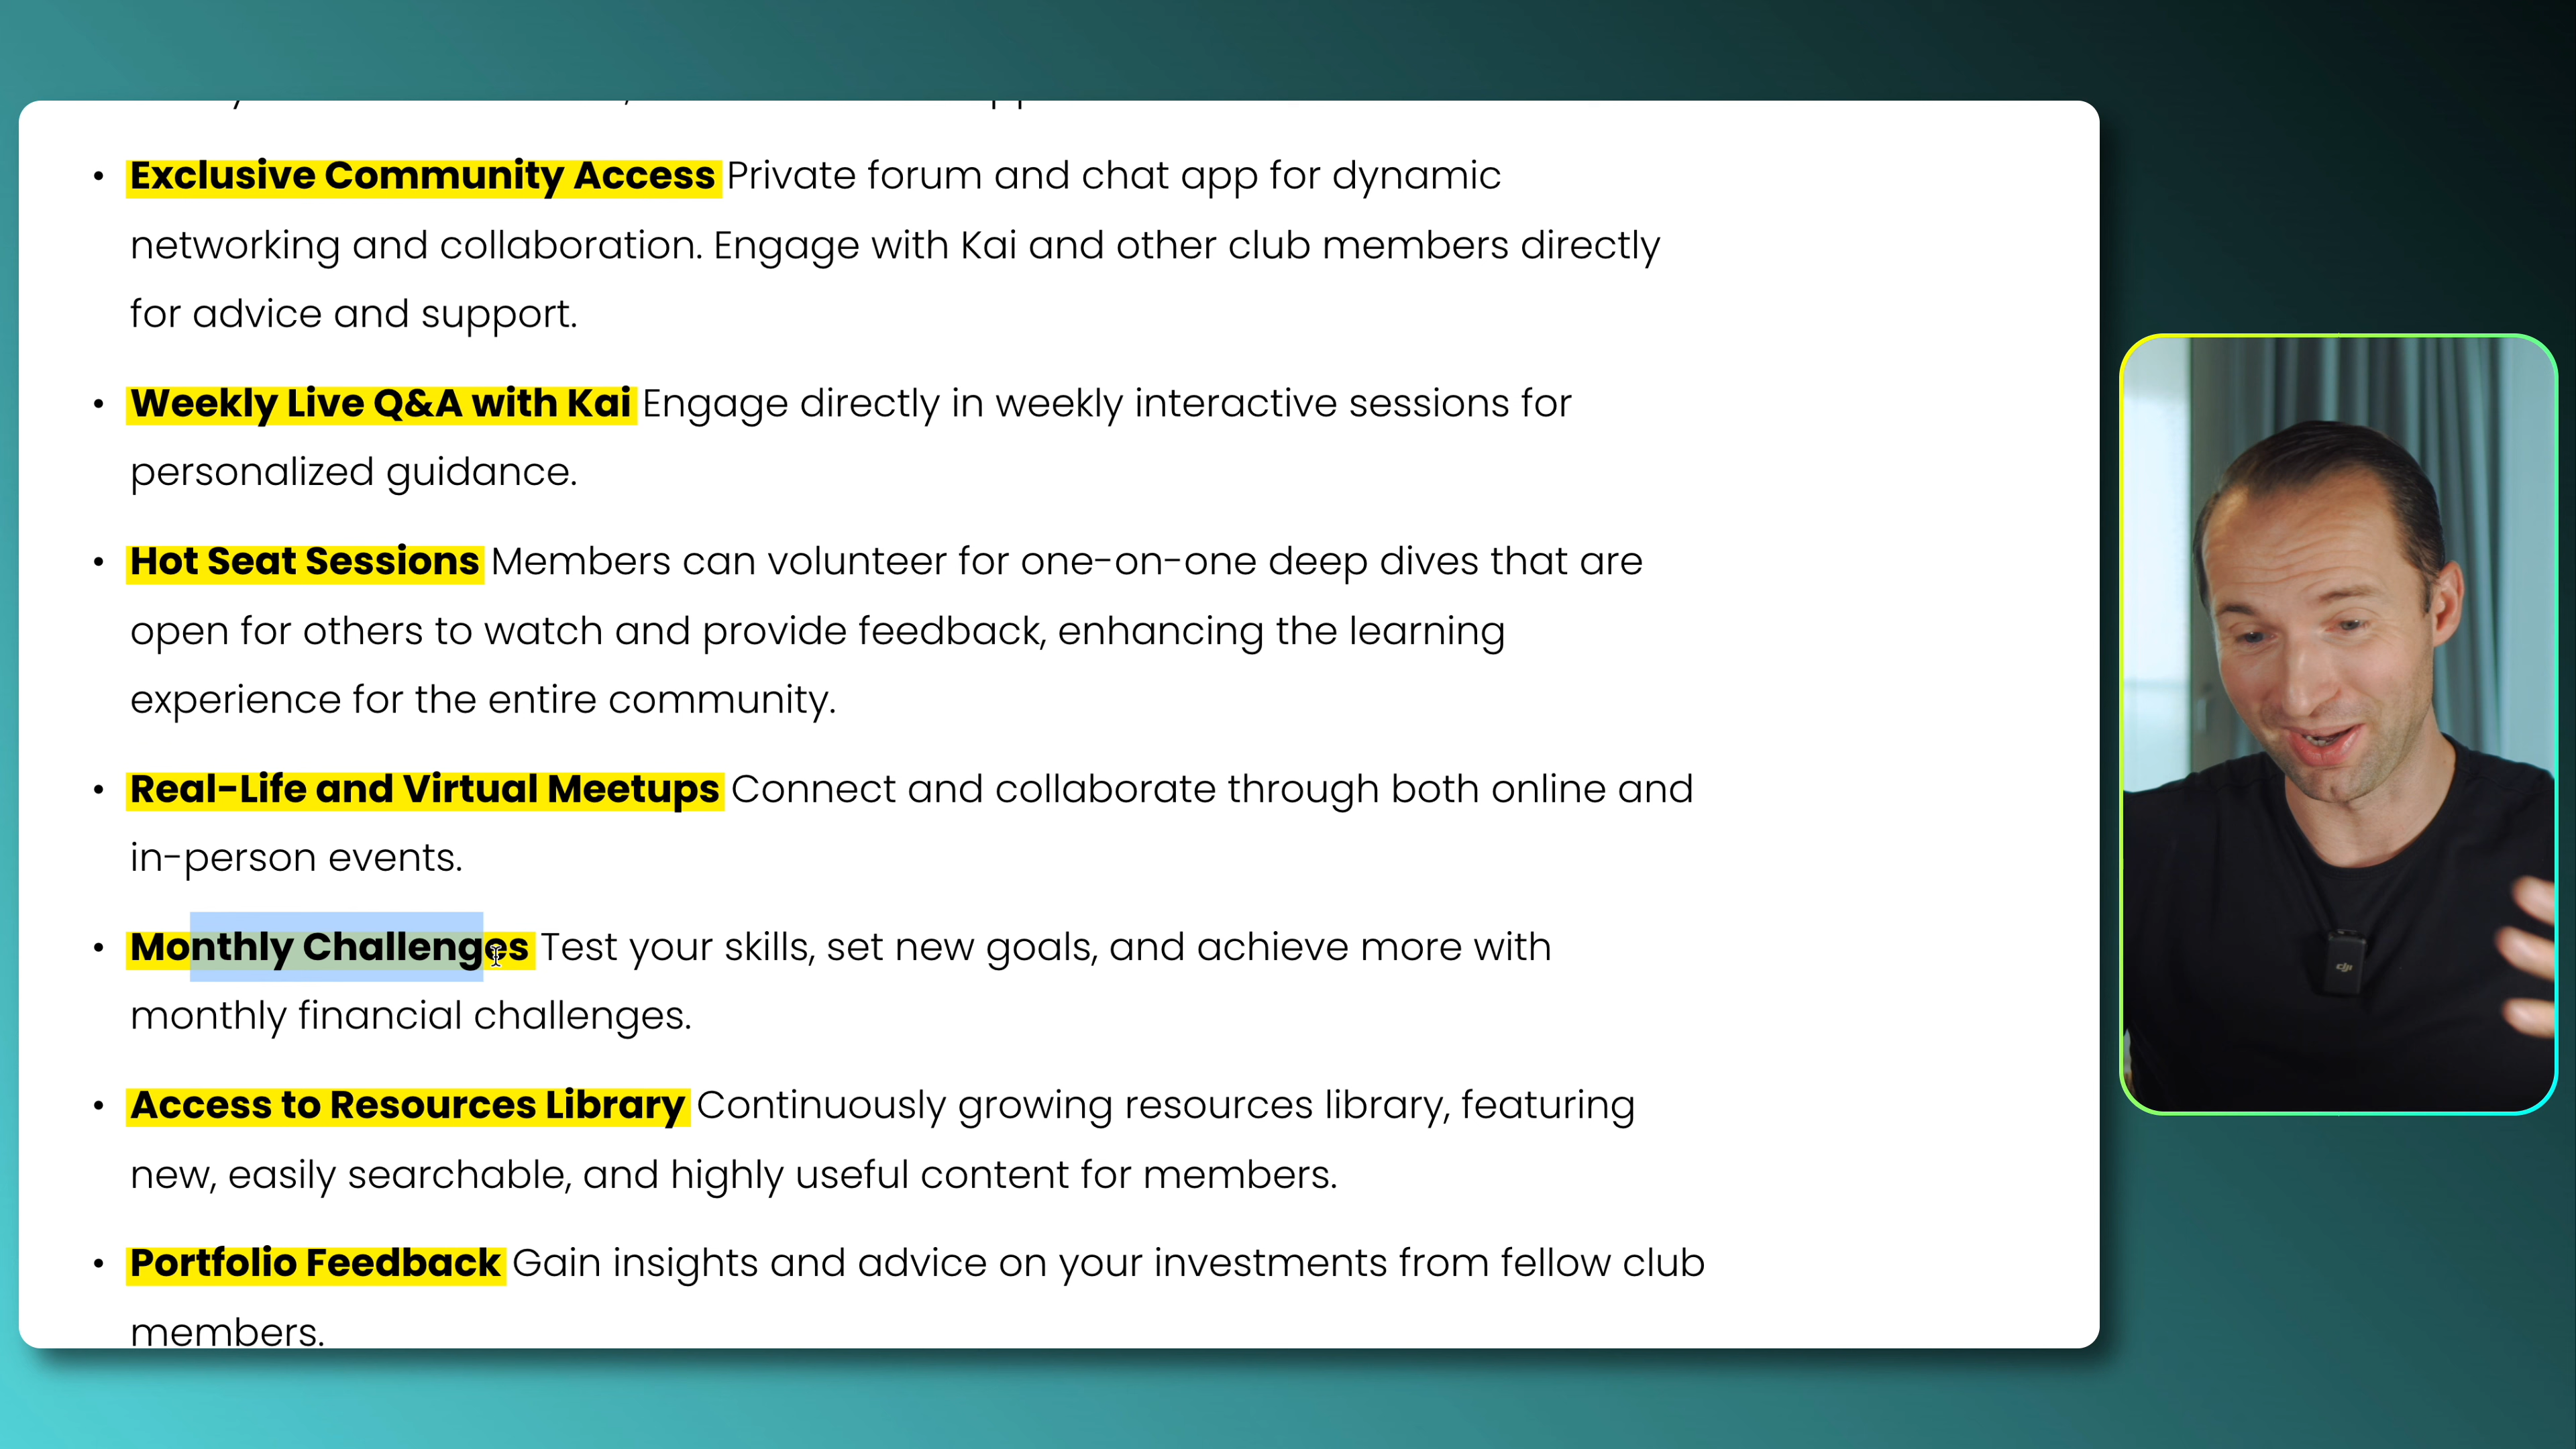 • Exclusive Community Access Private forum and chat app for dynamic
networking and collaboration. Engage with Kai and other club members directly
for advice and support.
• Weekly Live Q&A with Kai Engage directly in weekly interactive sessions for
personalized guidance.
• Hot Seat Sessions Members can volunteer for one-on-one deep dives that are
open for others to watch and provide feedback, enhancing the learning
experience for the entire community.
• Real-Life and Virtual Meetups Connect and collaborate through both online and
in-person events.
• Monthly Challenges Test your skills, set new goals, and achieve more with
monthly financial challenges.
• Access to Resources Library Continuously growing resources library, featuring
new, easily searchable, and highly useful content for members.
• Portfolio Feedback Gain insights and advice on your investments from fellow club
members.
dji